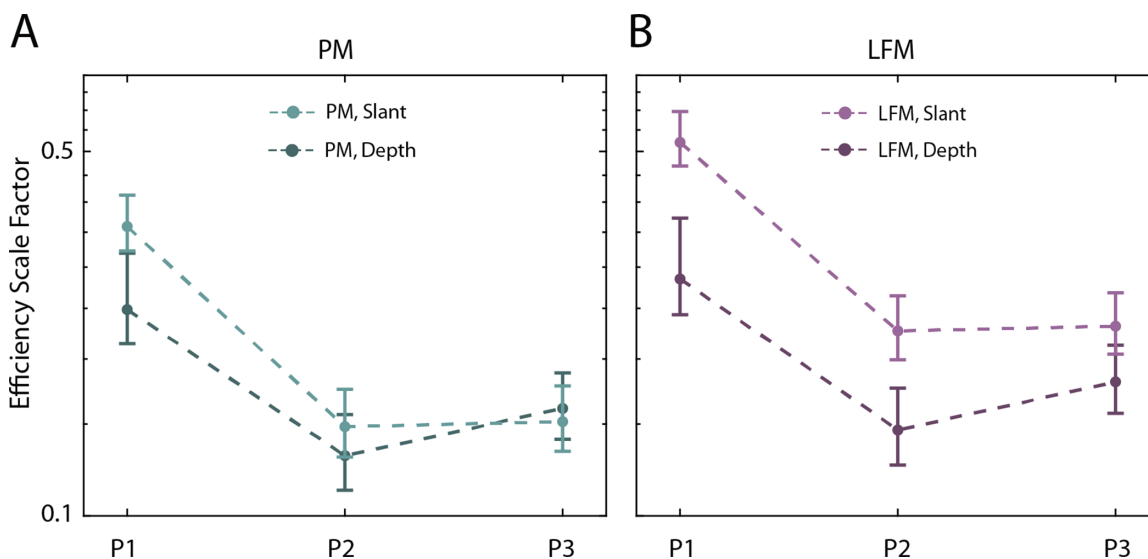 A
PM
PM, Slant
PM, Depth
Efficiency Scale Factor
0.5
0.1
P1
P2
P3
B
LFM
LFM, Slant
LFM, Depth
P1
P2
P3